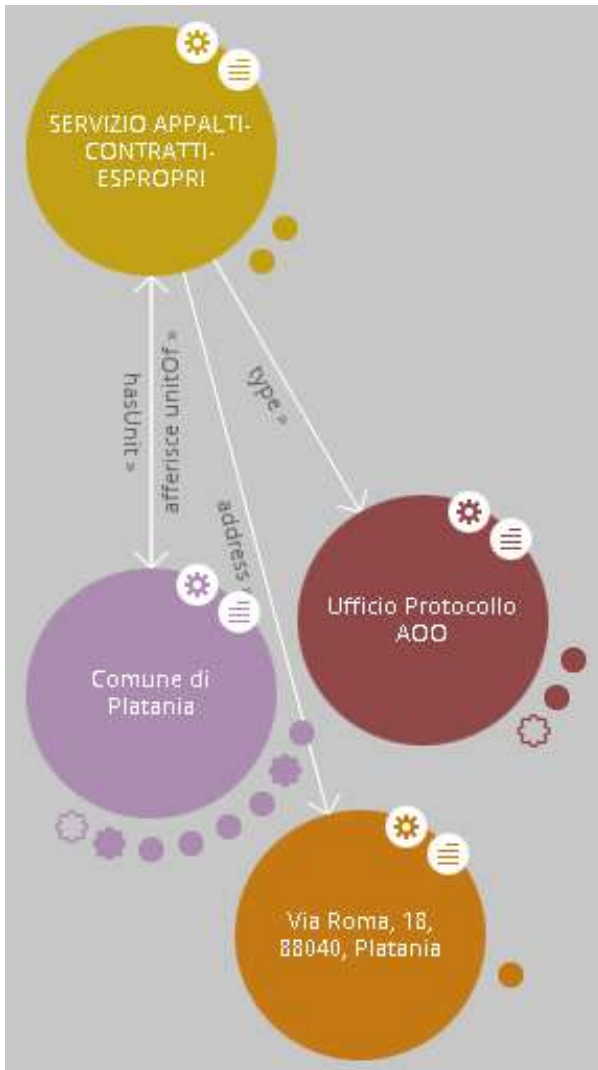 SERVIZIO APPALTI-
CONTRATTI-
ESPROPRI
hasUnit »
afferisce unitOf »
type »
address »
Ufficio Protocollo
AOO
Comune di
Platania
Via Roma, 18,
88040, Platania